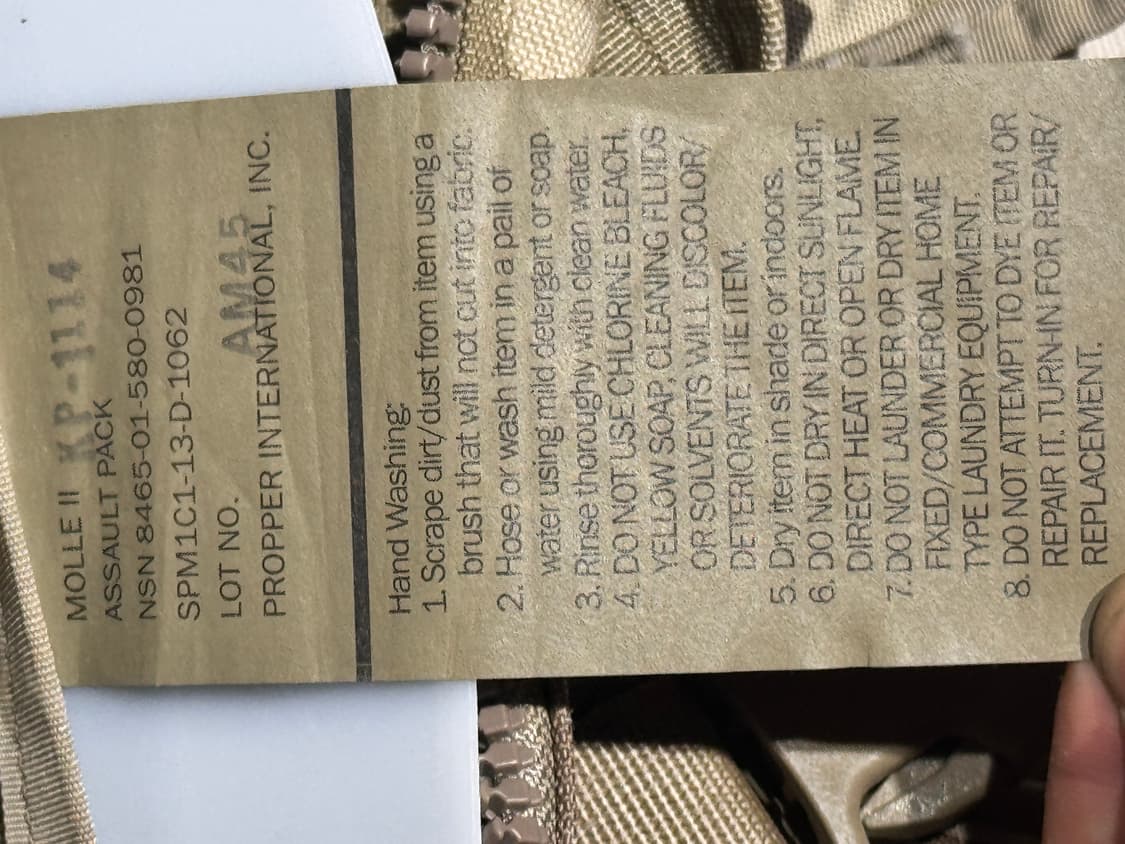 MOLLE II KP-1114
ASSAULT PACK
NSN 8465-01-580-0981
SPM1C1-13-D-1062
LOT NO. AM45
PROPPER INTERNATIONAL, INC.
Hand Washing:
1. Scrape dirt/dust from item using a
brush that will not cut into fabric.
2. Hose or wash item in a pail of
water using mild detergent or soap.
3. Rinse thoroughly with clean water.
4. DO NOT USE CHLORINE BLEACH,
YELLOW SOAP, CLEANING FLUIDS
OR SOLVENTS WILL DISCOLOR/
DETERIORATE THE ITEM.
5. Dry item in shade or indoors.
6. DO NOT DRY IN DIRECT SUNLIGHT,
DIRECT HEAT OR OPEN FLAME.
7. DO NOT LAUNDER OR DRY ITEM IN
FIXED/COMMERCIAL HOME
TYPE LAUNDRY EQUIPMENT.
8. DO NOT ATTEMPT TO DYE ITEM OR
REPAIR IT. TURN-IN FOR REPAIR/
REPLACEMENT.